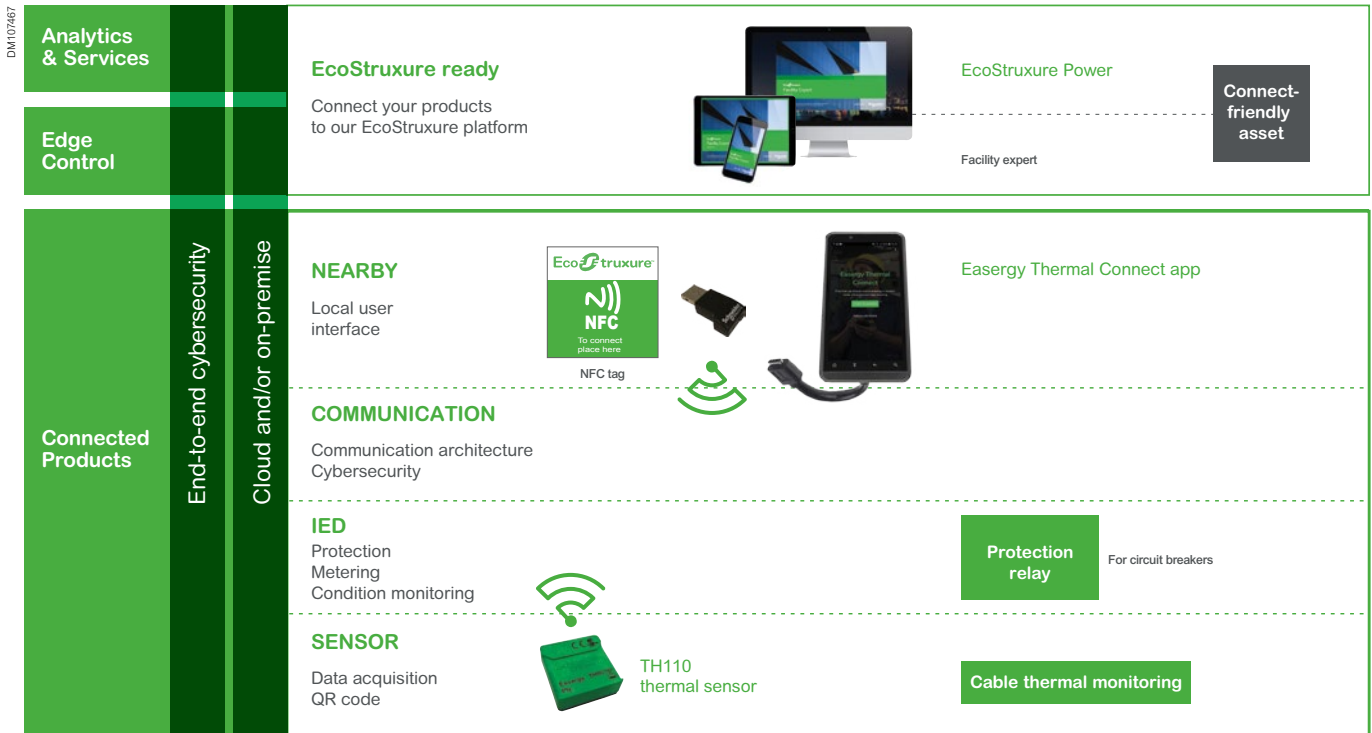 DM107467
Analytics
& Services
Edge
Control
Connected
Products
End-to-end cybersecurity
Cloud and/or on-premise
EcoStruxure ready
Connect your products
to our EcoStruxure platform
EcoStruxure Power
Facility expert
Connect-
friendly
asset
NEARBY
Local user
interface
EcoStruxure
NFC
To connect
place here
NFC tag
Easergy Thermal
Connect
Easergy Thermal Connect app
COMMUNICATION
Communication architecture
Cybersecurity
IED
Protection
Metering
Condition monitoring
Protection
relay
For circuit breakers
SENSOR
Data acquisition
QR code
TH110
thermal sensor
Cable thermal monitoring